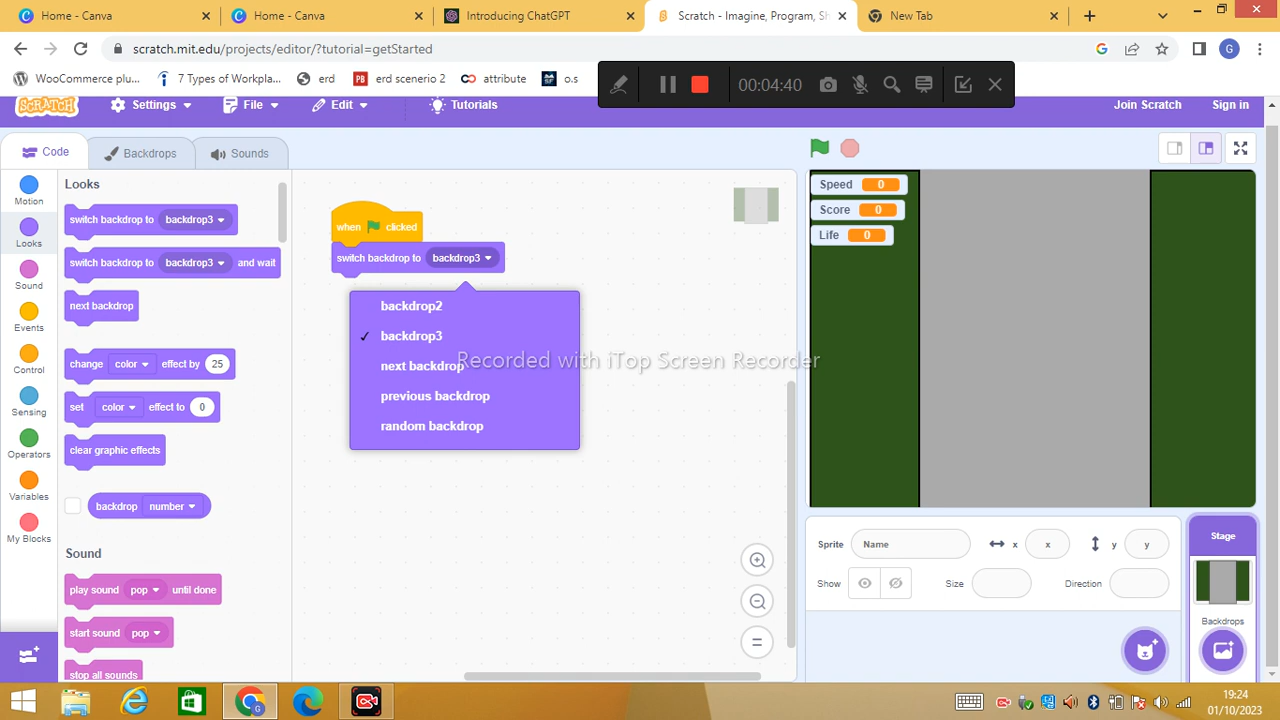 Home - Canva
Home - Canva
Introducing ChatGPT
Scratch - Imagine, Program, Sh
New Tab
scratch.mit.edu/projects/editor/?tutorial=getStarted
G
WooCommerce plu...
7 Types of Workpla...
erd
PB
erd scenerio 2
attribute
o.s
00:04:40
SCRATCH
Settings
File
Edit
Tutorials
Join Scratch
Sign in
Code
Backdrops
Sounds
Motion
Looks
Sound
Events
Control
Sensing
Operators
Variables
My Blocks
Looks
switch backdrop to backdrop3
switch backdrop to backdrop3 and wait
next backdrop
change color effect by 25
set color effect to 0
clear graphic effects
backdrop number
Sound
play sound pop until done
start sound pop
stop all sounds
when clicked
switch backdrop to backdrop3
backdrop2
✓ backdrop3
next backdrop
previous backdrop
random backdrop
Recorded with iTop Screen Recorder
Speed 0
Score 0
Life 0
Sprite Name x x y y
Show Size Direction
Stage
Backdrops
19:24
01/10/2023